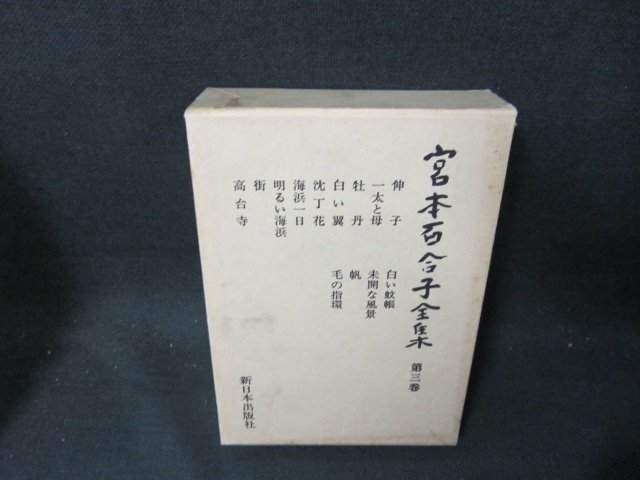 宮本百合子全集 第三巻
伸子
一太と母
牡丹
白い翼
沈丁花
海浜一日
明るい海浜
街
高台寺
白い蚊帳
未開な風景
帆
毛の指環
新日本出版社